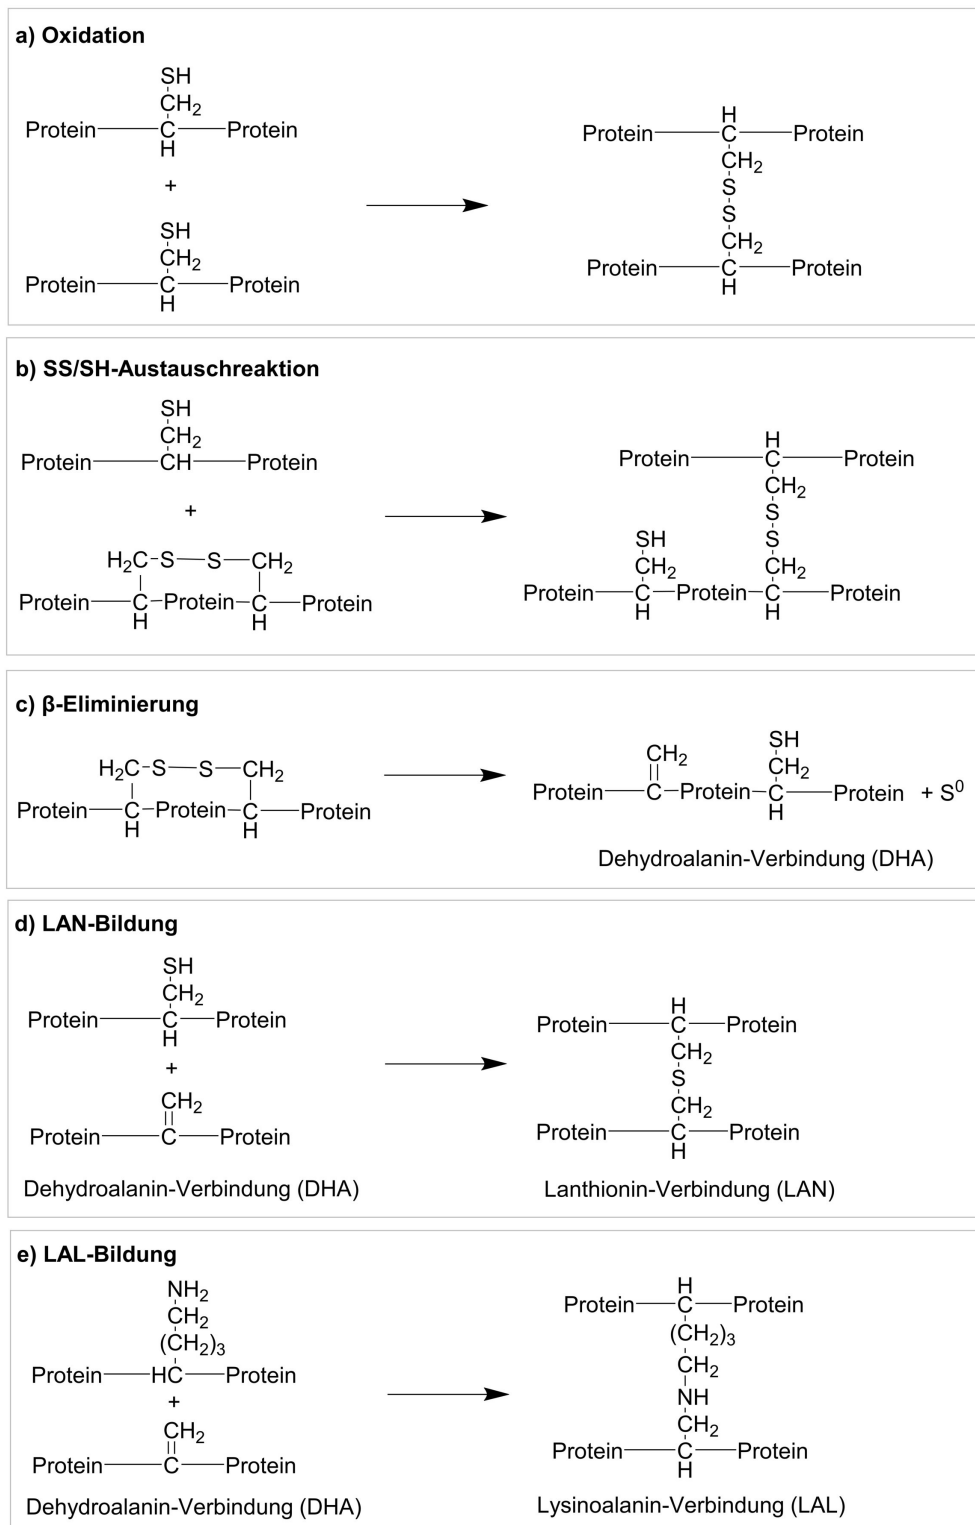 a) Oxidation
SH
CH2
Protein C Protein
H
+
SH
CH2
Protein C Protein
H
H
Protein C Protein
CH2
S
S
CH2
Protein C Protein
H
b) SS/SH-Austauschreaktion
SH
CH2
Protein CH Protein
+
H2C-S S CH2
Protein C Protein C Protein
H H
H
Protein C Protein
CH2
S
SH S
CH2 CH2
Protein C Protein C Protein
H H
c) β-Eliminierung
H2C-S S CH2
Protein C Protein C Protein
H H
SH
CH2 CH2
Protein C Protein C Protein + S0
H
Dehydroalanin-Verbindung (DHA)
d) LAN-Bildung
SH
CH2
Protein C Protein
H
+
CH2
Protein C Protein
Dehydroalanin-Verbindung (DHA)
H
Protein C Protein
CH2
S
CH2
Protein C Protein
H
Lanthionin-Verbindung (LAN)
e) LAL-Bildung
NH2
CH2
(CH2)3
Protein HC Protein
+
CH2
Protein C Protein
Dehydroalanin-Verbindung (DHA)
H
Protein C Protein
(CH2)3
CH2
NH
CH2
Protein C Protein
H
Lysinoalanin-Verbindung (LAL)